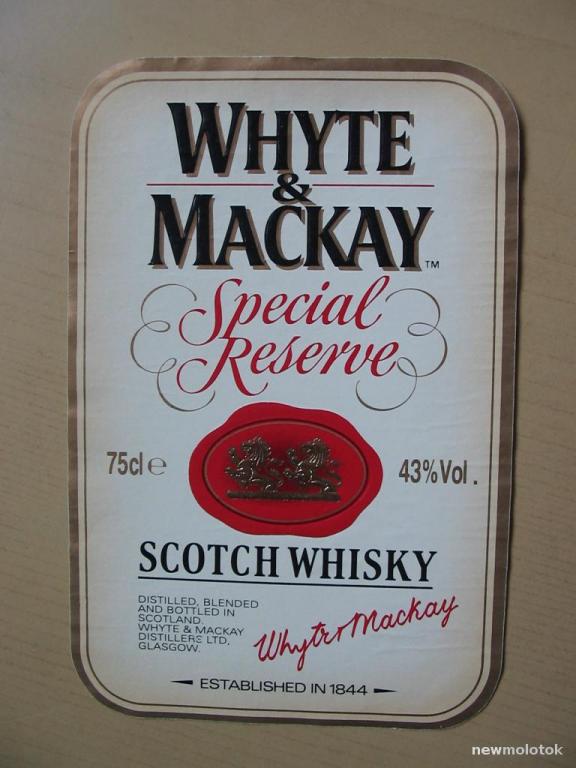 WHYTE
&
MACKAY™
Special
Reserve
75cl ℮
43%Vol.
SCOTCH WHISKY
DISTILLED, BLENDED
AND BOTTLED IN
SCOTLAND.
WHYTE & MACKAY
DISTILLERS LTD,
GLASGOW.
Whyte & Mackay
ESTABLISHED IN 1844
newmolotok